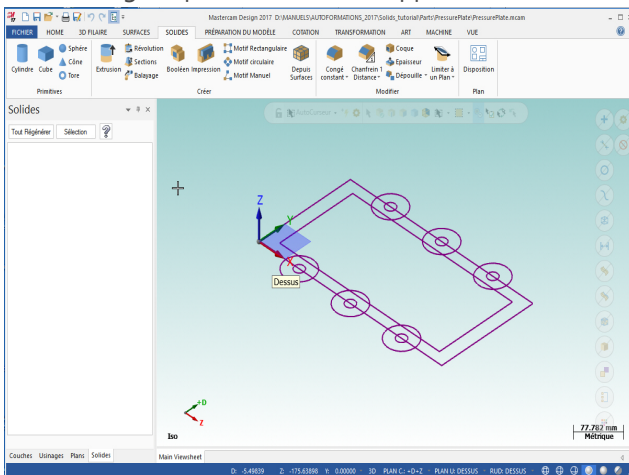 Mastercam Design 2017 D:\MANUELS\AUTOFORMATIONS_2017\Solids_tutorial\Parts\PressurePlate\PressurePlate.mcam
FICHIER HOME 3D FILAIRE SURFACES SOLIDES PRÉPARATION DU MODÈLE COTATION TRANSFORMATION ART MACHINE VUE
Cylindre Cube Sphère Cône Tore
Primitives
Extrusion Révolution Sections Balayage Booléen Impression Motif Rectangulaire Motif circulaire Motif Manuel Depuis Surfaces
Créer
Congé constant Chanfrein 1 Distance Coque Epaisseur Dépouille Limiter à un Plan
Modifier
Disposition
Plan
Solides
Tout Régénérer Sélection
AutoCursor
Z
Y
X
Dessus
+D
Z
Iso
77.782 mm
Métrique
Couches Usinages Plans Solides
Main Viewsheet
D: -5.49839 Z: -175.63898 Y: 0.00000 3D PLAN C.: +D+Z PLAN U: DESSUS RUD: DESSUS